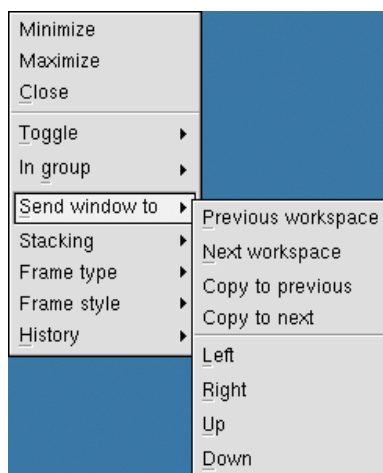 Minimize
Maximize
Close
Toggle
In group
Send window to
Stacking
Frame type
Frame style
History
Previous workspace
Next workspace
Copy to previous
Copy to next
Left
Right
Up
Down